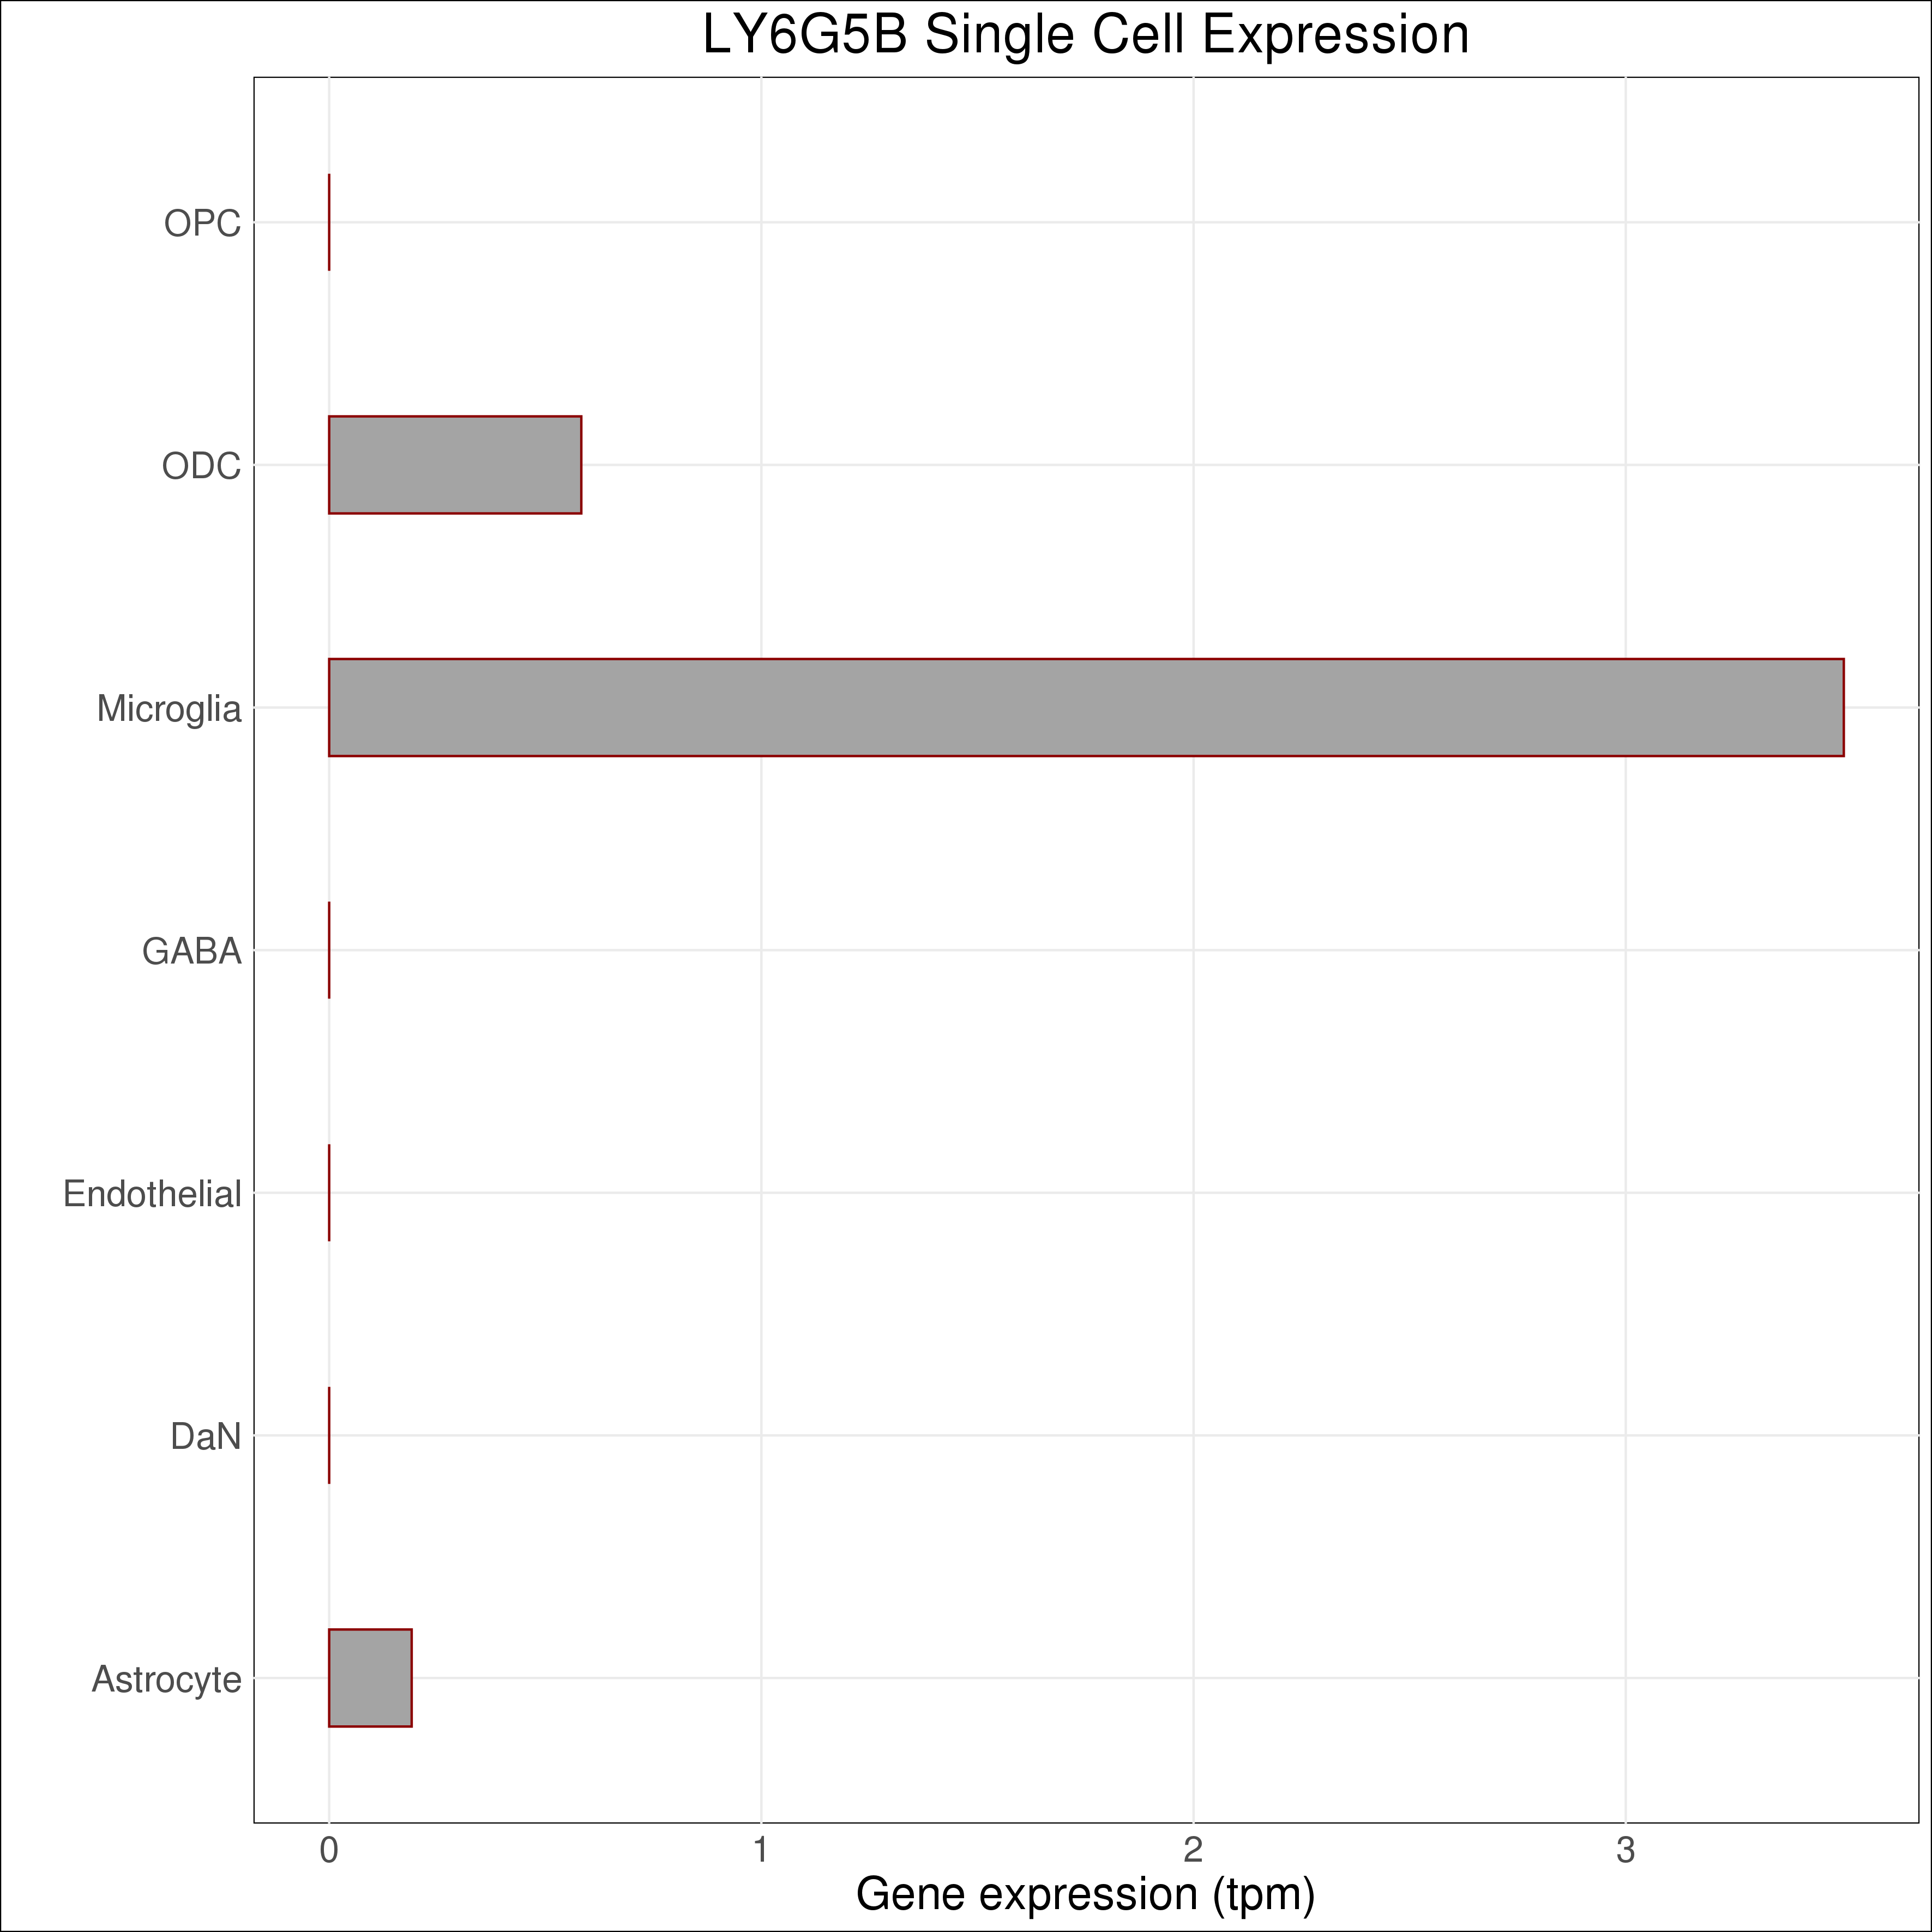 LY6G5B Single Cell Expression
OPC
ODC
Microglia
GABA
Endothelial
DaN
Astrocyte
0 1 2 3
Gene expression (tpm)